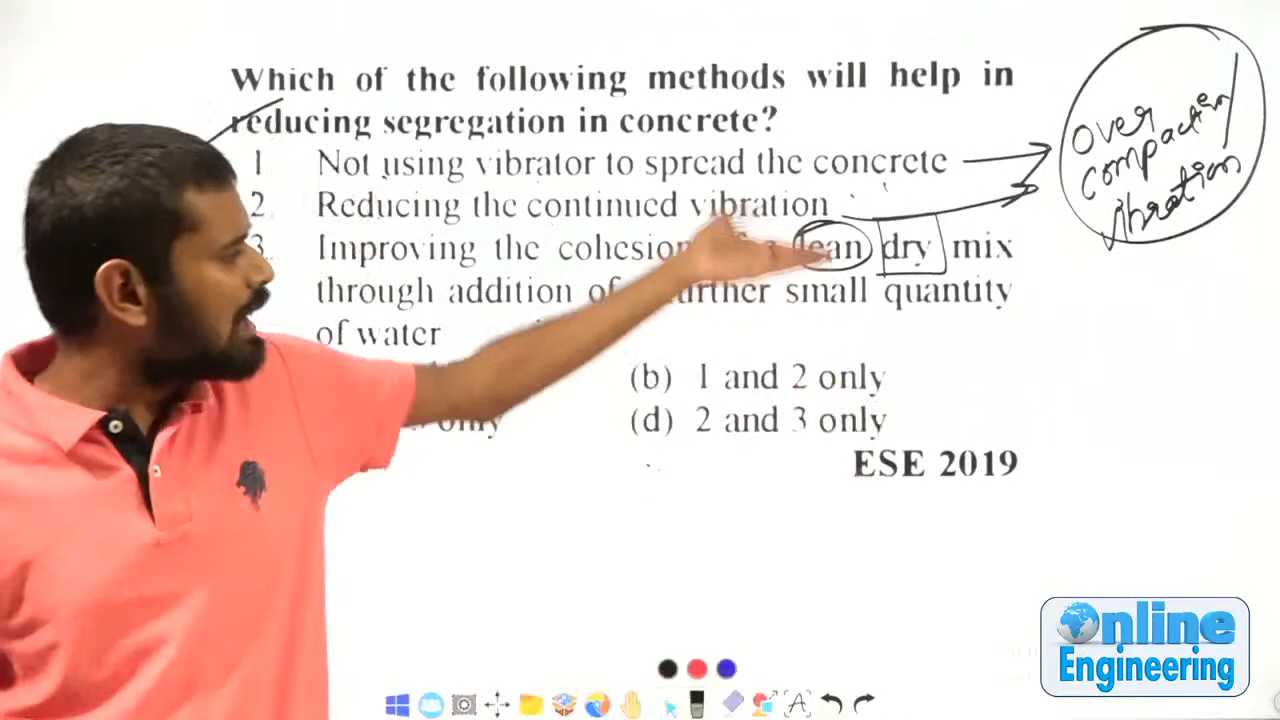 Which of the following methods will help in
reducing segregation in concrete?
1 Not using vibrator to spread the concrete
2. Reducing the continued vibration
3. Improving the cohesion lean dry mix
through addition of further small quantity
of water
(b) 1 and 2 only
only (d) 2 and 3 only
ESE 2019
Over
compaction/
vibration
Online
Engineering